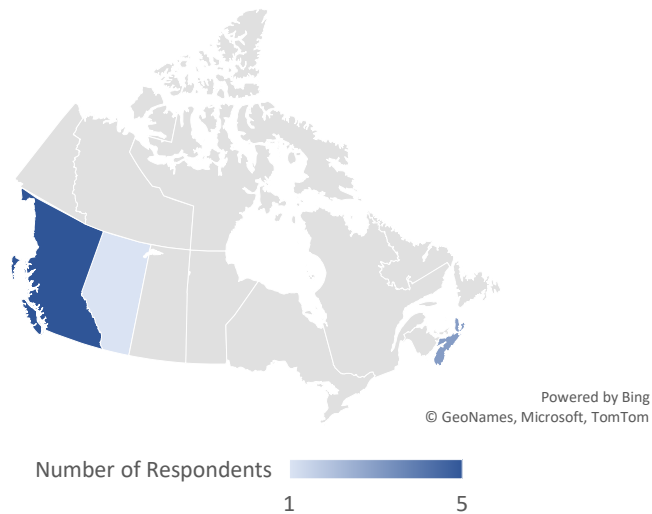 Powered by Bing
© GeoNames, Microsoft, TomTom
Number of Respondents
1
5